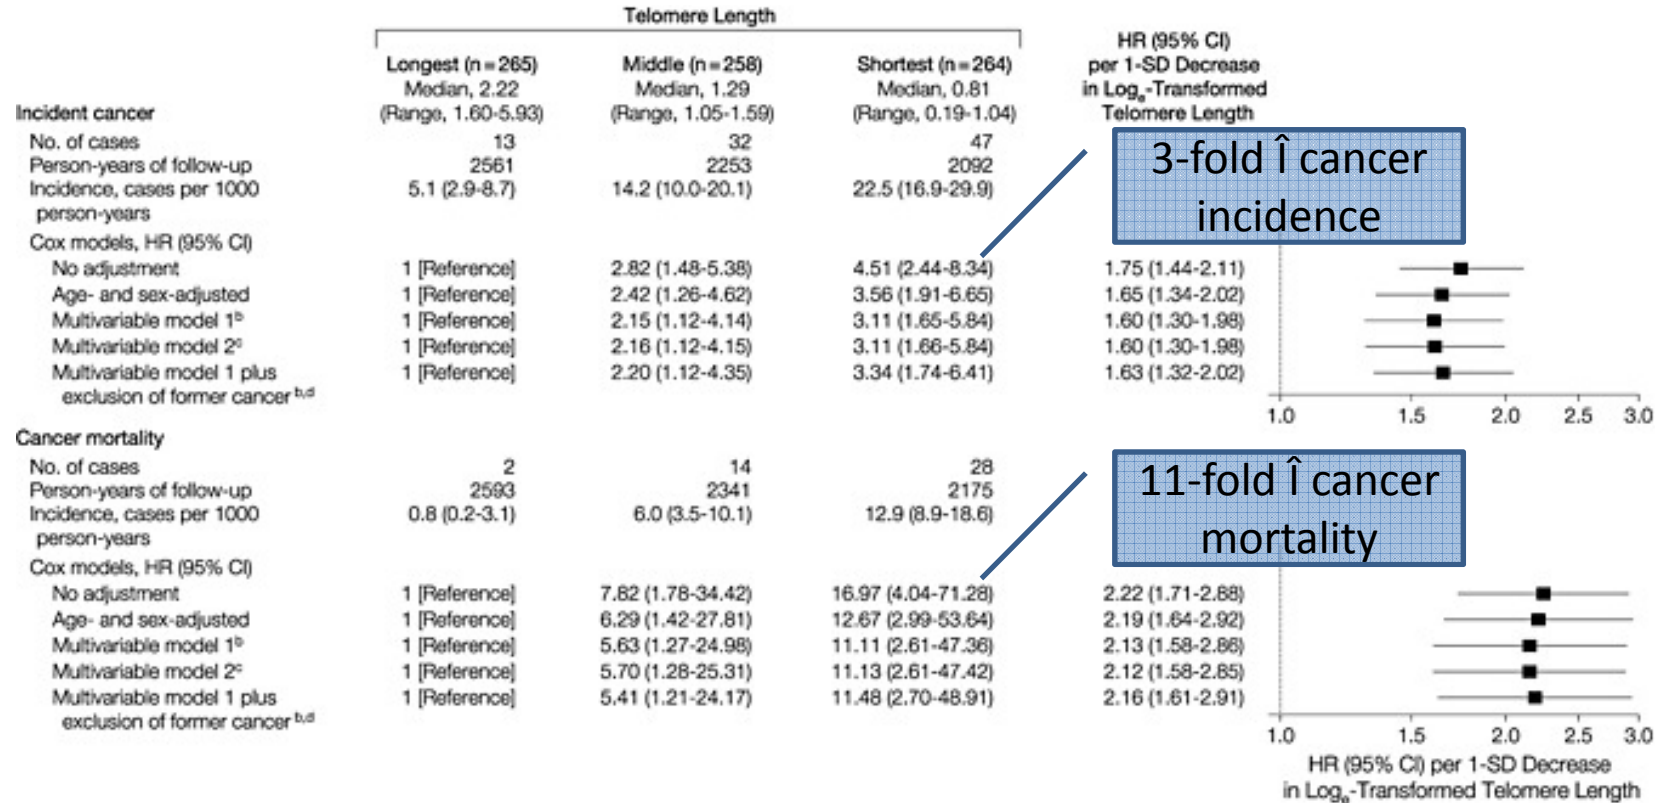 Telomere Length
Longest (n=265) Middle (n=258) Shortest (n=264) HR (95% CI)
Median, 2.22 Median, 1.29 Median, 0.81 per 1-SD Decrease
(Range, 1.60-5.93) (Range, 1.05-1.59) (Range, 0.19-1.04) in Logₑ-Transformed
Telomere Length
Incident cancer
No. of cases 13 32 47
Person-years of follow-up 2561 2253 2092
Incidence, cases per 1000 5.1 (2.9-8.7) 14.2 (10.0-20.1) 22.5 (16.9-29.9)
person-years
3-fold Î cancer
incidence
Cox models, HR (95% CI)
No adjustment 1 [Reference] 2.82 (1.48-5.38) 4.51 (2.44-8.34) 1.75 (1.44-2.11)
Age- and sex-adjusted 1 [Reference] 2.42 (1.26-4.62) 3.56 (1.91-6.65) 1.65 (1.34-2.02)
Multivariable model 1ᵇ 1 [Reference] 2.15 (1.12-4.14) 3.11 (1.65-5.84) 1.60 (1.30-1.98)
Multivariable model 2ᶜ 1 [Reference] 2.16 (1.12-4.15) 3.11 (1.66-5.84) 1.60 (1.30-1.98)
Multivariable model 1 plus 1 [Reference] 2.20 (1.12-4.35) 3.34 (1.74-6.41) 1.63 (1.32-2.02)
exclusion of former cancer ᵇ,ᵈ
1.0 1.5 2.0 2.5 3.0
Cancer mortality
No. of cases 2 14 28
Person-years of follow-up 2593 2341 2175
Incidence, cases per 1000 0.8 (0.2-3.1) 6.0 (3.5-10.1) 12.9 (8.9-18.6)
person-years
11-fold Î cancer
mortality
Cox models, HR (95% CI)
No adjustment 1 [Reference] 7.82 (1.78-34.42) 16.97 (4.04-71.28) 2.22 (1.71-2.88)
Age- and sex-adjusted 1 [Reference] 6.29 (1.42-27.81) 12.67 (2.99-53.64) 2.19 (1.64-2.92)
Multivariable model 1ᵇ 1 [Reference] 5.63 (1.27-24.98) 11.11 (2.61-47.36) 2.13 (1.58-2.86)
Multivariable model 2ᶜ 1 [Reference] 5.70 (1.28-25.31) 11.13 (2.61-47.42) 2.12 (1.58-2.85)
Multivariable model 1 plus 1 [Reference] 5.41 (1.21-24.17) 11.48 (2.70-48.91) 2.16 (1.61-2.91)
exclusion of former cancer ᵇ,ᵈ
1.0 1.5 2.0 2.5 3.0
HR (95% CI) per 1-SD Decrease
in Logₑ-Transformed Telomere Length